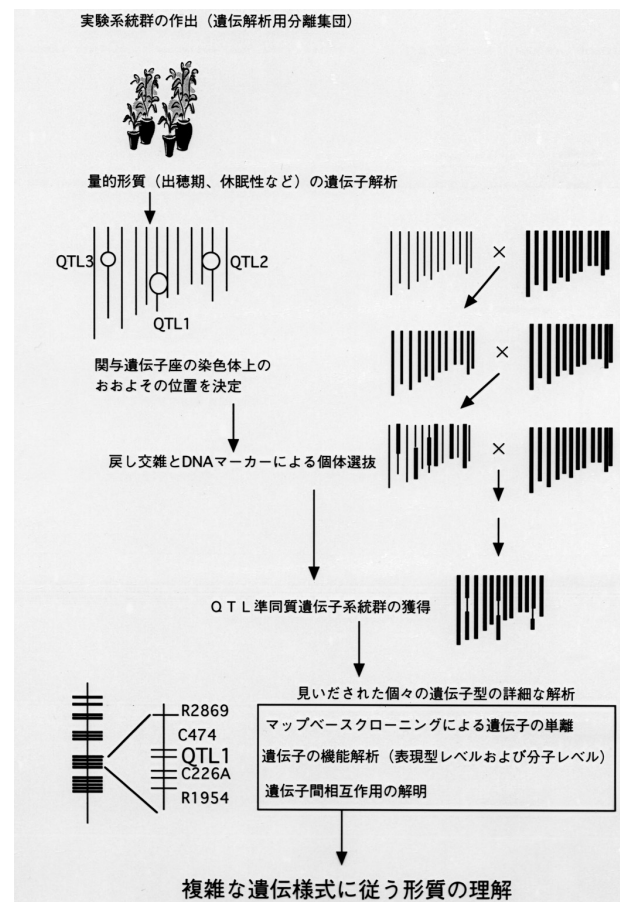 実験系統群の作出（遺伝解析用分離集団）
量的形質（出穂期、休眠性など）の遺伝子解析
QTL3
QTL2
QTL1
×
関与遺伝子座の染色体上の
おおよその位置を決定
×
戻し交雑とDNAマーカーによる個体選抜
×
ＱＴＬ準同質遺伝子系統群の獲得
見いだされた個々の遺伝子型の詳細な解析
マップベースクローニングによる遺伝子の単離
遺伝子の機能解析（表現型レベルおよび分子レベル）
遺伝子間相互作用の解明
R2869
C474
QTL1
C226A
R1954
複雑な遺伝様式に従う形質の理解